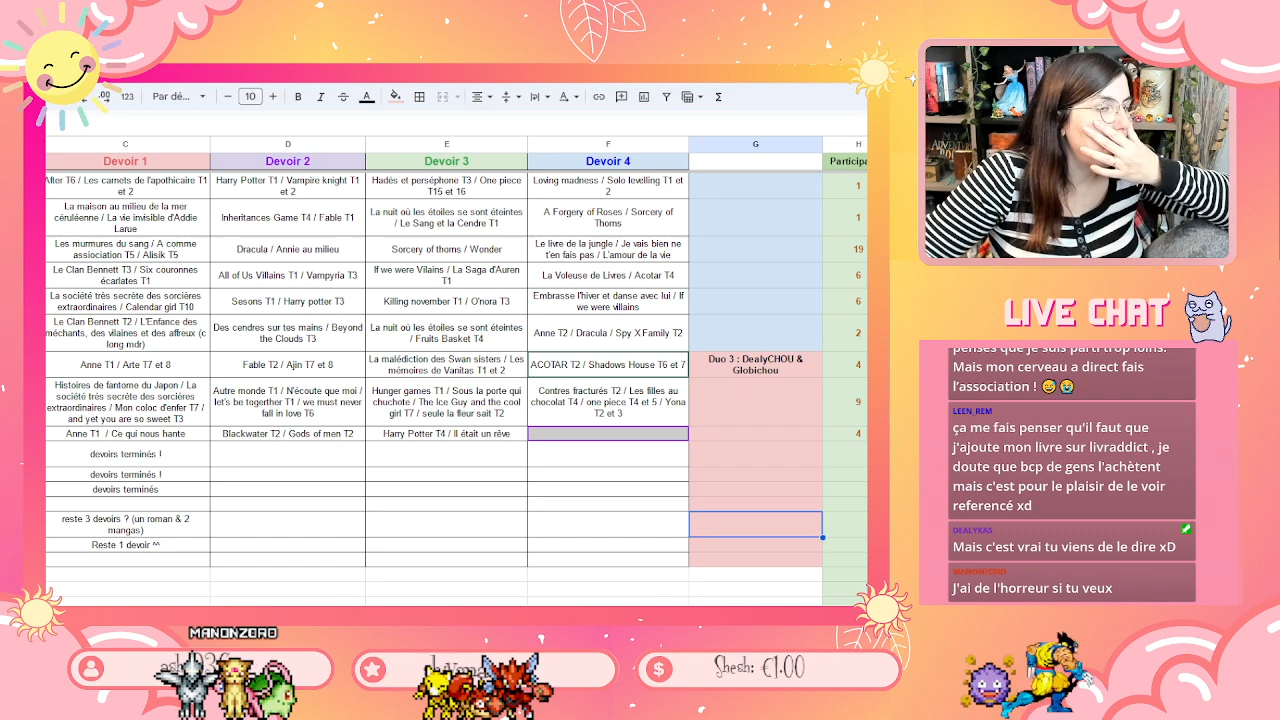 .00
123
Par dé...
10
B
I
A
Σ
C
D
E
F
G
H
Devoir 1
Devoir 2
Devoir 3
Devoir 4
Participa
After T6 / Les carnets de l'apothicaire T1
et 2
Harry Potter T1 / Vampire knight T1
et 2
Hadès et perséphone T3 / One piece
T15 et 16
Loving madness / Solo levelling T1 et
2
1
La maison au milieu de la mer
céruléenne / La vie invisible d'Addie
Larue
Inheritances Game T4 / Fable T1
La nuit où les étoiles se sont éteintes
/ Le Sang et la Cendre T1
A Forgery of Roses / Sorcery of
Thorns
1
Les murmures du sang / A comme
assiociation T5 / Alisik T5
Dracula / Annie au milieu
Sorcery of thorns / Wonder
Le livre de la jungle / Je vais bien ne
t'en fais pas / L'amour de la vie
19
Le Clan Bennett T3 / Six couronnes
écarlates T1
All of Us Villains T1 / Vampyria T3
If we were Vilains / La Saga d'Auren
T1
La Voleuse de Livres / Acotar T4
6
La société très secrète des sorcières
extraordinaires / Calendar girl T10
Sesons T1 / Harry potter T3
Killing november T1 / O'nora T3
Embrasse l'hiver et danse avec lui / If
we were villains
6
Le Clan Bennett T2 / L'Enfance des
méchants, des vilaines et des affreux (c
long mdr)
Des cendres sur tes mains / Beyond
the Clouds T3
La nuit où les étoiles se sont éteintes
/ Fruits Basket T4
Anne T2 / Dracula / Spy X Family T2
2
Anne T1 / Arte T7 et 8
Fable T2 / Ajin T7 et 8
La malédiction des Swan sisters / Les
mémoires de Vanitas T1 et 2
ACOTAR T2 / Shadows House T6 et 7
Duo 3 : DealyCHOU &
Globichou
4
Histoires de fantome du Japon / La
société très secrète des sorcières
extraordinaires / Mon coloc d'enfer T7 /
and yet you are so sweet T3
Autre monde T1 / N'écoute que moi /
let's be togerther T1 / we must never
fall in love T6
Hunger games T1 / Sous la porte qui
chuchote / The Ice Guy and the cool
girl T7 / seule la fleur sait T2
Contres fracturés T2 / Les filles au
chocolat T4 / one piece T4 et 5 / Yona
T2 et 3
9
Anne T1 / Ce qui nous hante
Blackwater T2 / Gods of men T2
Harry Potter T4 / Il était un rêve
4
devoirs terminés !
devoirs terminés !
devoirs terminés
reste 3 devoirs ? (un roman & 2
mangas)
Reste 1 devoir ^^
MY
ADVENTURE
LIVE CHAT
penses que je suis parti trop loins.
Mais mon cerveau a direct fais
l'association ! 😅 😭
LEEN_REM
ça me fais penser qu'il faut que
j'ajoute mon livre sur livraddict , je
doute que bcp de gens l'achètent
mais c'est pour le plaisir de le voir
referencé xd
DEALYKAS
Mais c'est vrai tu viens de le dire xD
MANONZORO
J'ai de l'horreur si tu veux
MANONZORO
$
Shesh: €1.00